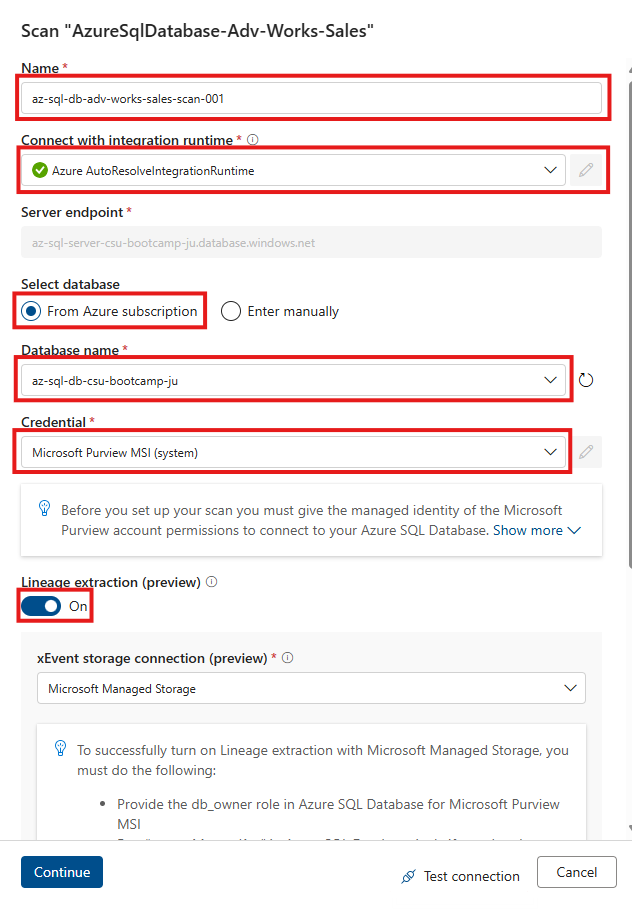 Scan "AzureSqlDatabase-Adv-Works-Sales"
Name *
az-sql-db-adv-works-sales-scan-001
Connect with integration runtime *
Azure AutoResolveIntegrationRuntime
Server endpoint *
az-sql-server-csu-bootcamp-ju.database.windows.net
Select database
From Azure subscription Enter manually
Database name *
az-sql-db-csu-bootcamp-ju
Credential *
Microsoft Purview MSI (system)
Before you set up your scan you must give the managed identity of the Microsoft
Purview account permissions to connect to your Azure SQL Database. Show more
Lineage extraction (preview)
On
xEvent storage connection (preview) *
Microsoft Managed Storage
To successfully turn on Lineage extraction with Microsoft Managed Storage, you
must do the following:
• Provide the db_owner role in Azure SQL Database for Microsoft Purview
MSI
Continue Test connection Cancel